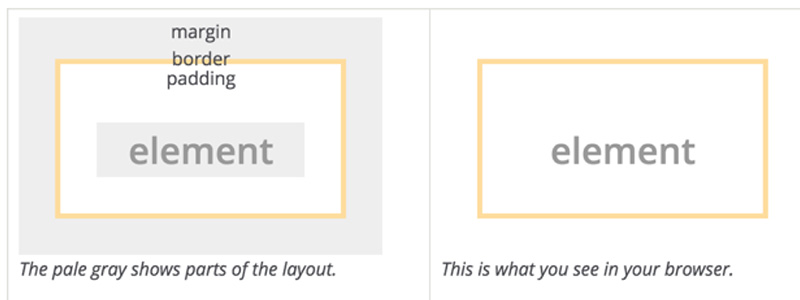 margin
border
padding
element
The pale gray shows parts of the layout.
element
This is what you see in your browser.